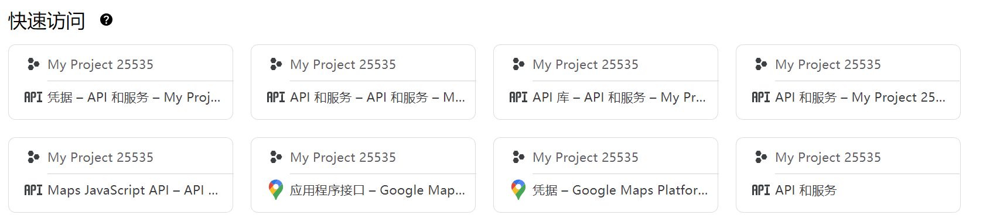 快速访问
My Project 25535
API 凭据 – API 和服务 – My Proj...
My Project 25535
API API 和服务 – API 和服务 – M...
My Project 25535
API API 库 – API 和服务 – My Pr...
My Project 25535
API API 和服务 – My Project 25...
My Project 25535
API Maps JavaScript API – API ...
My Project 25535
应用程序接口 – Google Map...
My Project 25535
凭据 – Google Maps Platfor...
My Project 25535
API API 和服务